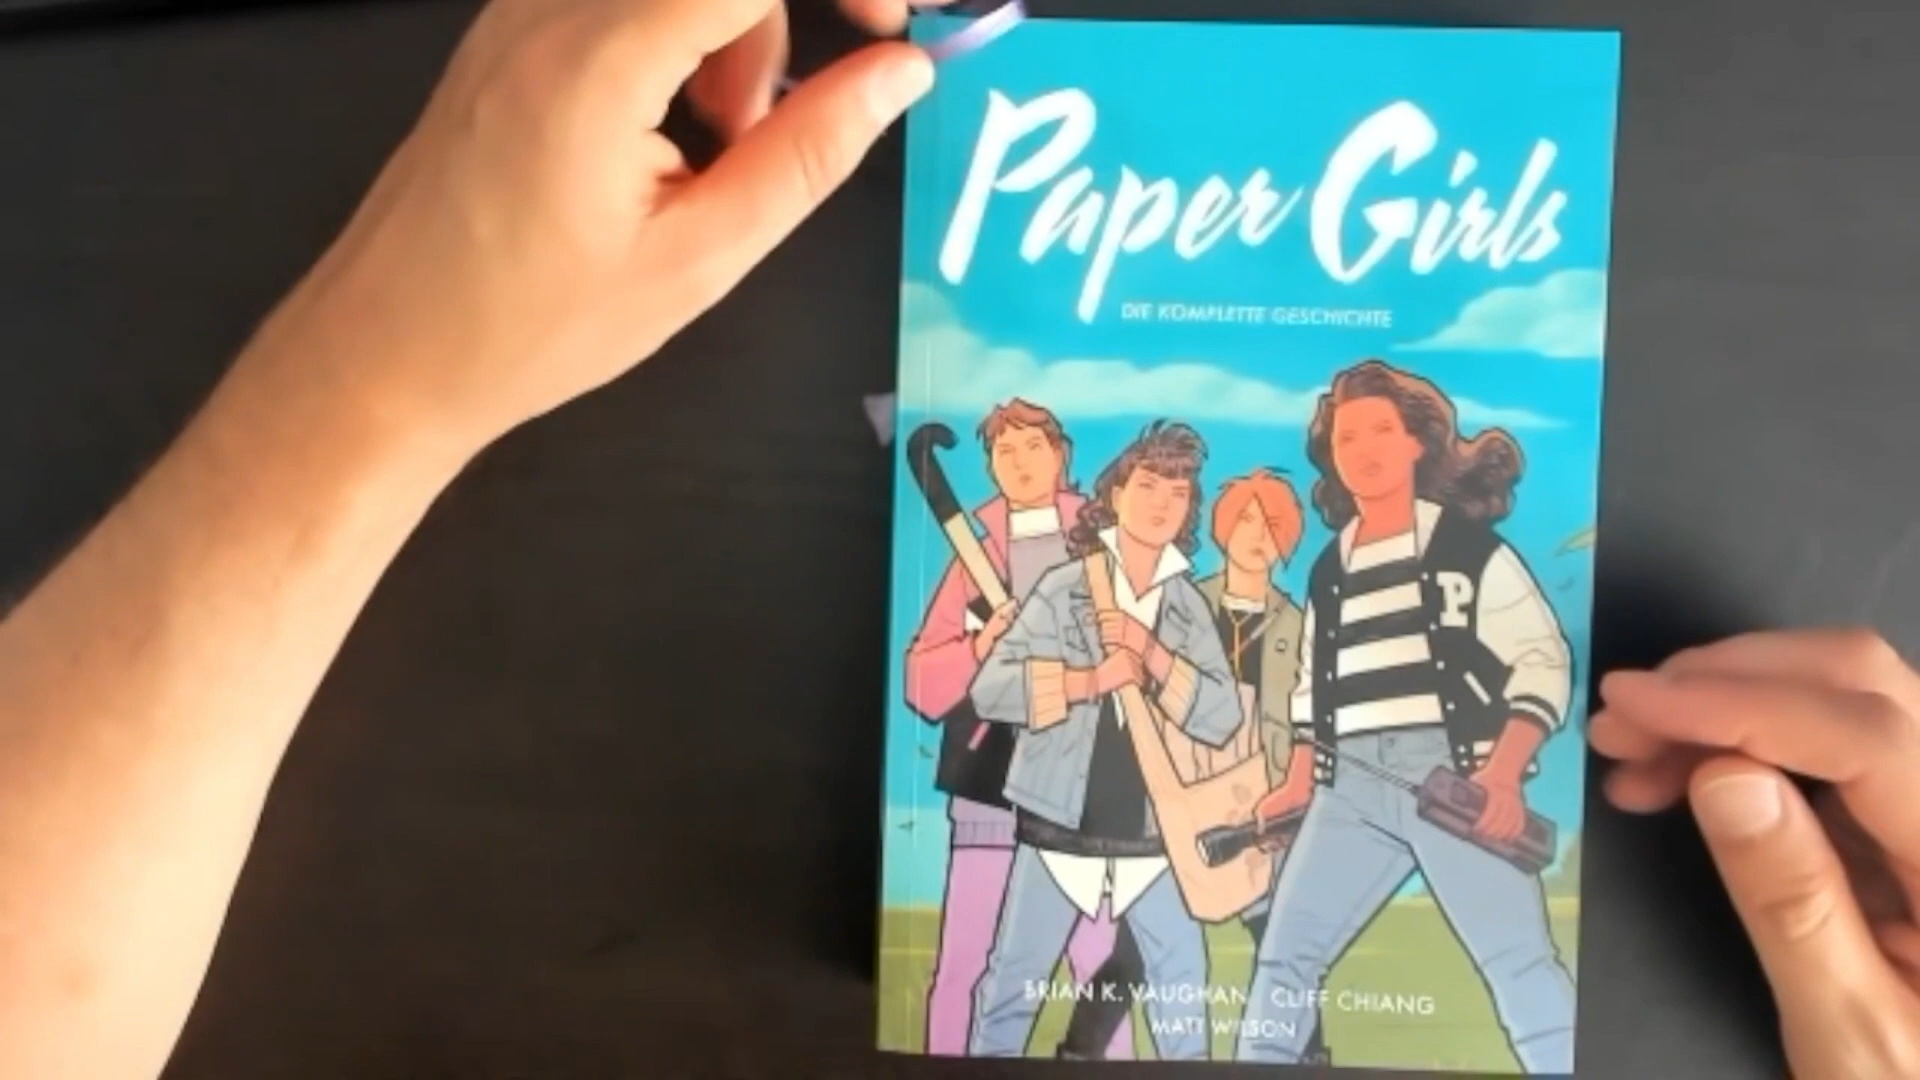 Paper Girls
DIE KOMPLETTE GESCHICHTE
P
BRIAN K. VAUGHAN CLIFF CHIANG
MATT WILSON